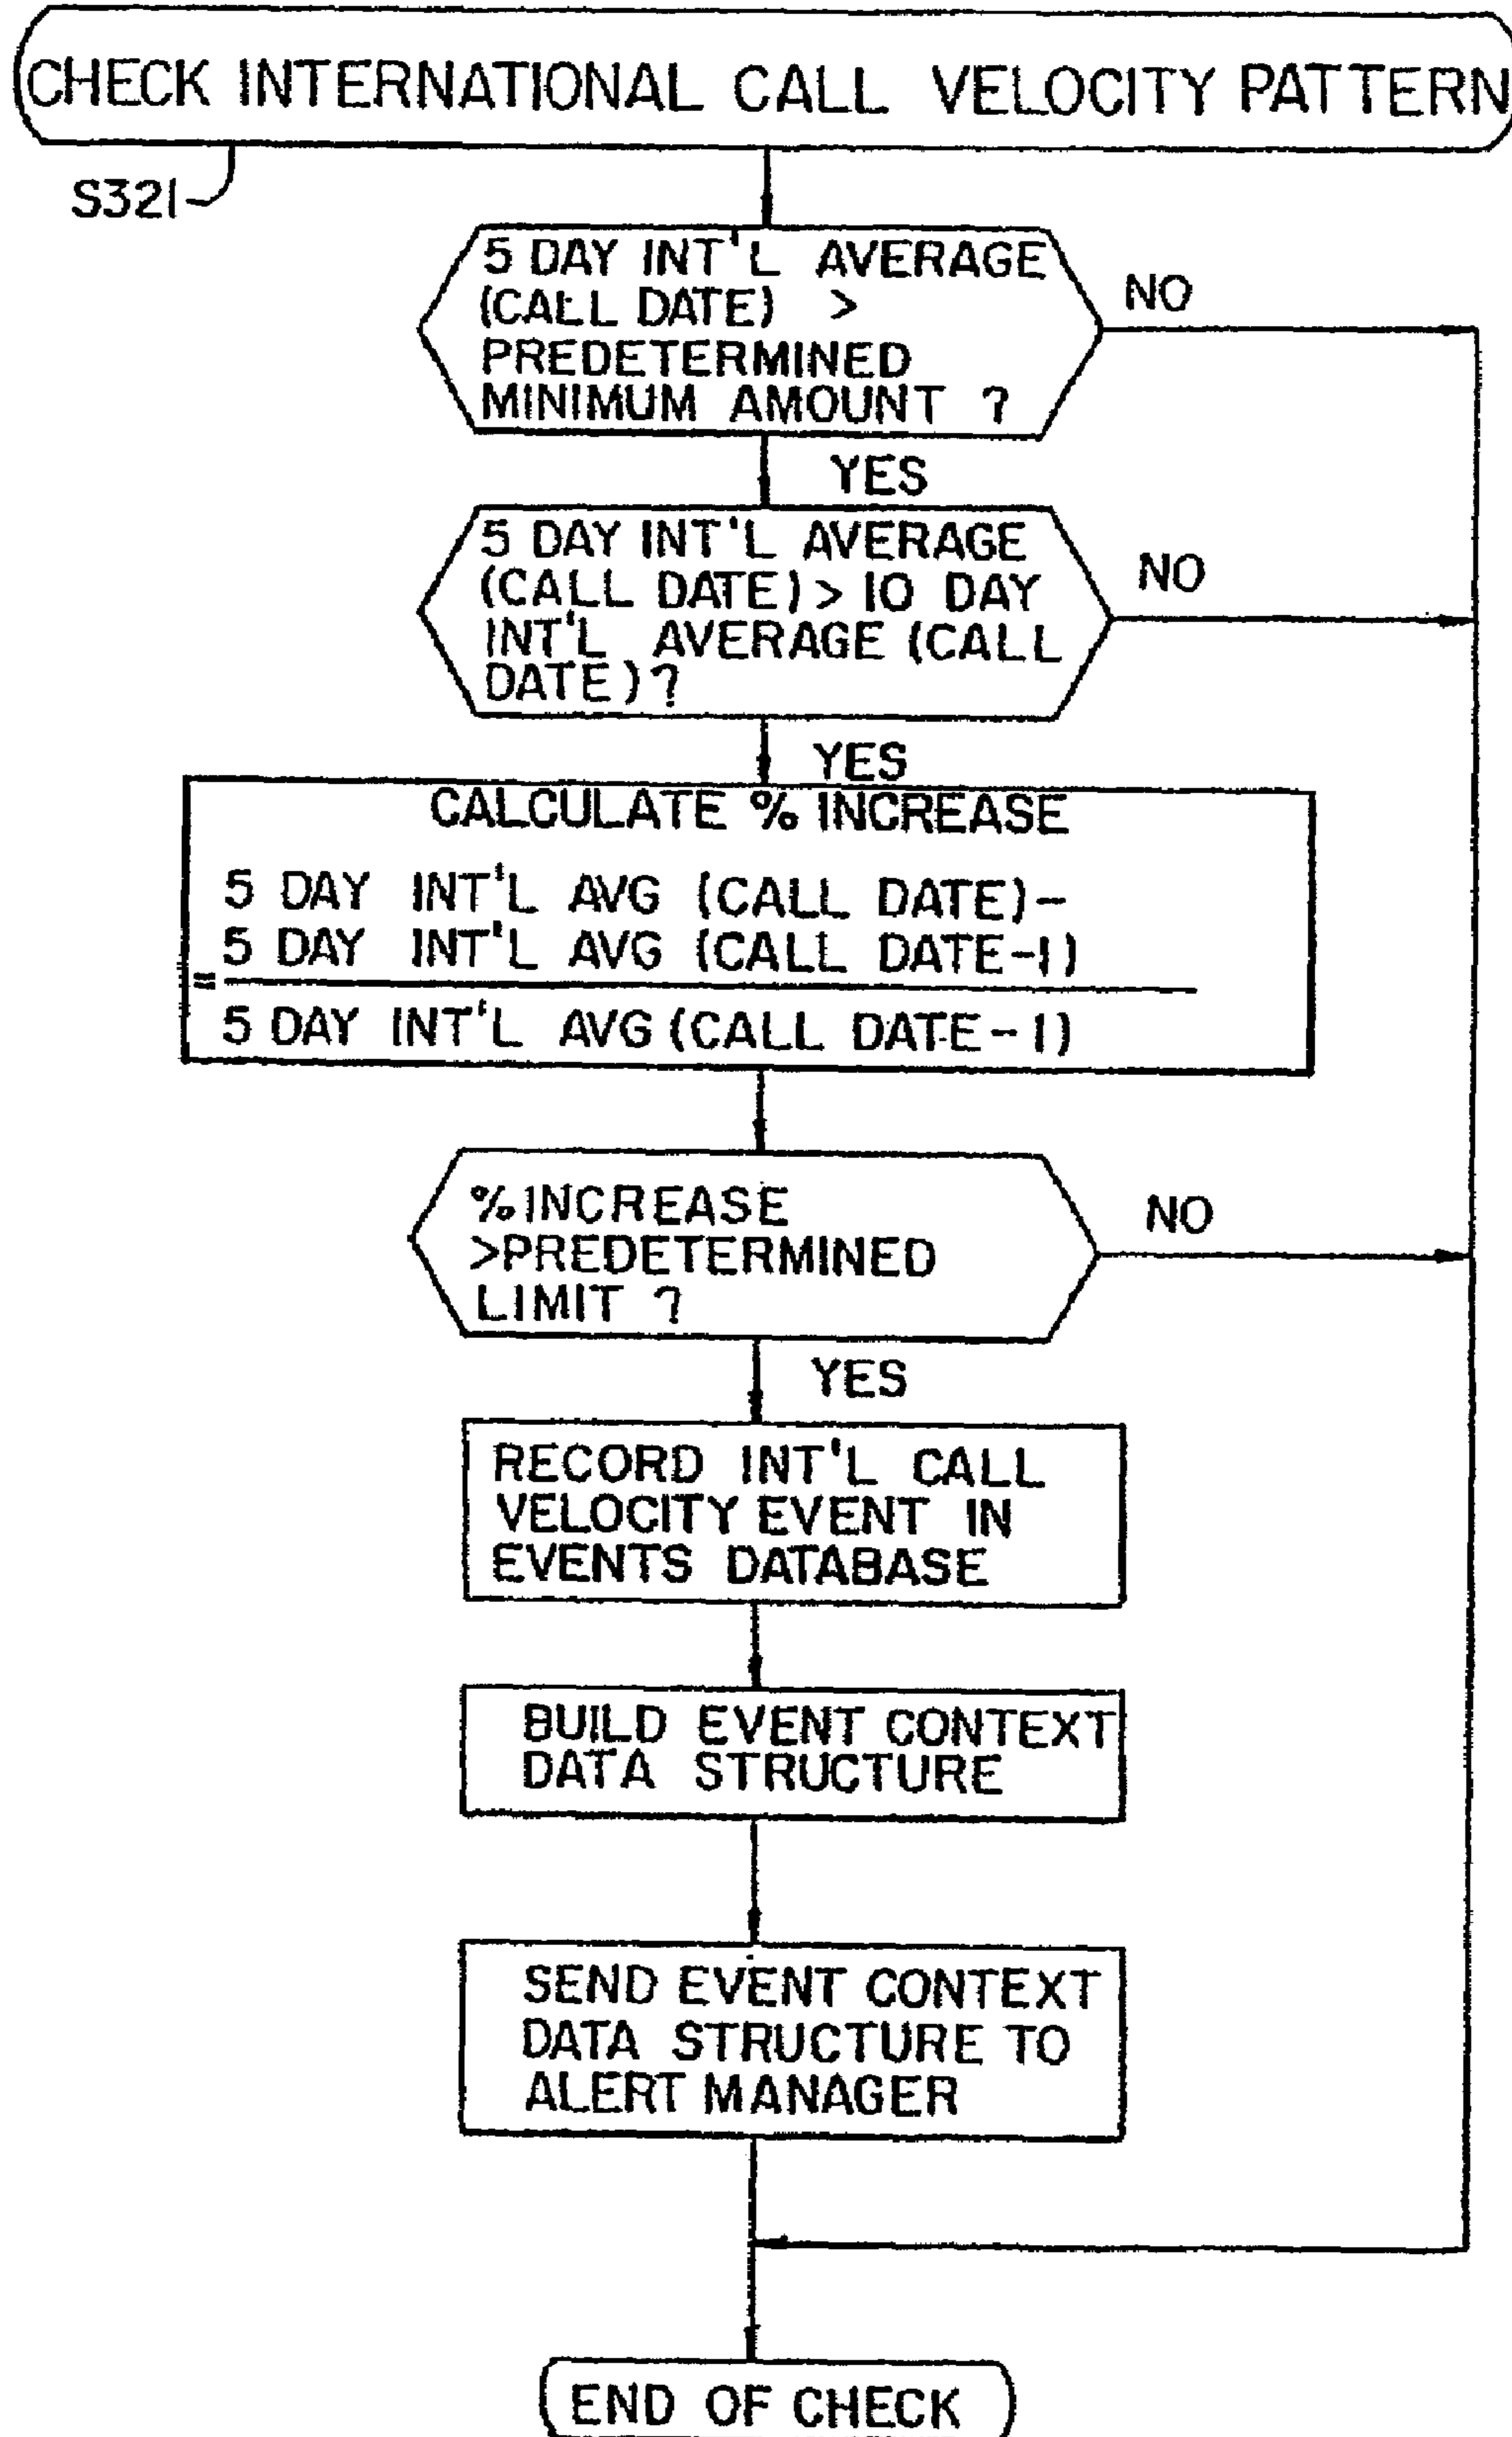 CHECK INTERNATIONAL CALL VELOCITY PATTERN
S321
5 DAY INT'L AVERAGE
(CALL DATE) >
PREDETERMINED
MINIMUM AMOUNT ?
NO
YES
5 DAY INT'L AVERAGE
(CALL DATE) > 10 DAY
INT'L AVERAGE (CALL
DATE) ?
NO
YES
CALCULATE % INCREASE
5 DAY INT'L AVG (CALL DATE) -
5 DAY INT'L AVG (CALL DATE-1)
=
5 DAY INT'L AVG (CALL DATE-1)
% INCREASE
>PREDETERMINED
LIMIT ?
NO
YES
RECORD INT'L CALL
VELOCITY EVENT IN
EVENTS DATABASE
BUILD EVENT CONTEXT
DATA STRUCTURE
SEND EVENT CONTEXT
DATA STRUCTURE TO
ALERT MANAGER
END OF CHECK